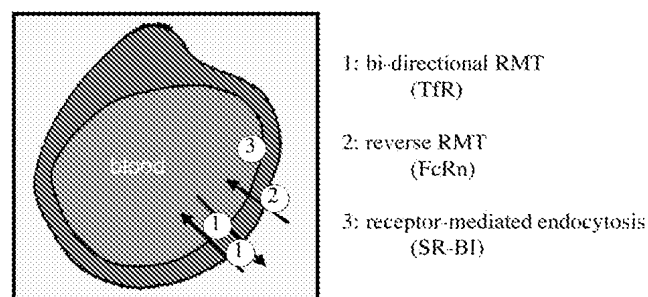 blood
3
2
1
1
1: bi-directional RMT
(TfR)
2: reverse RMT
(FcRn)
3: receptor-mediated endocytosis
(SR-BI)